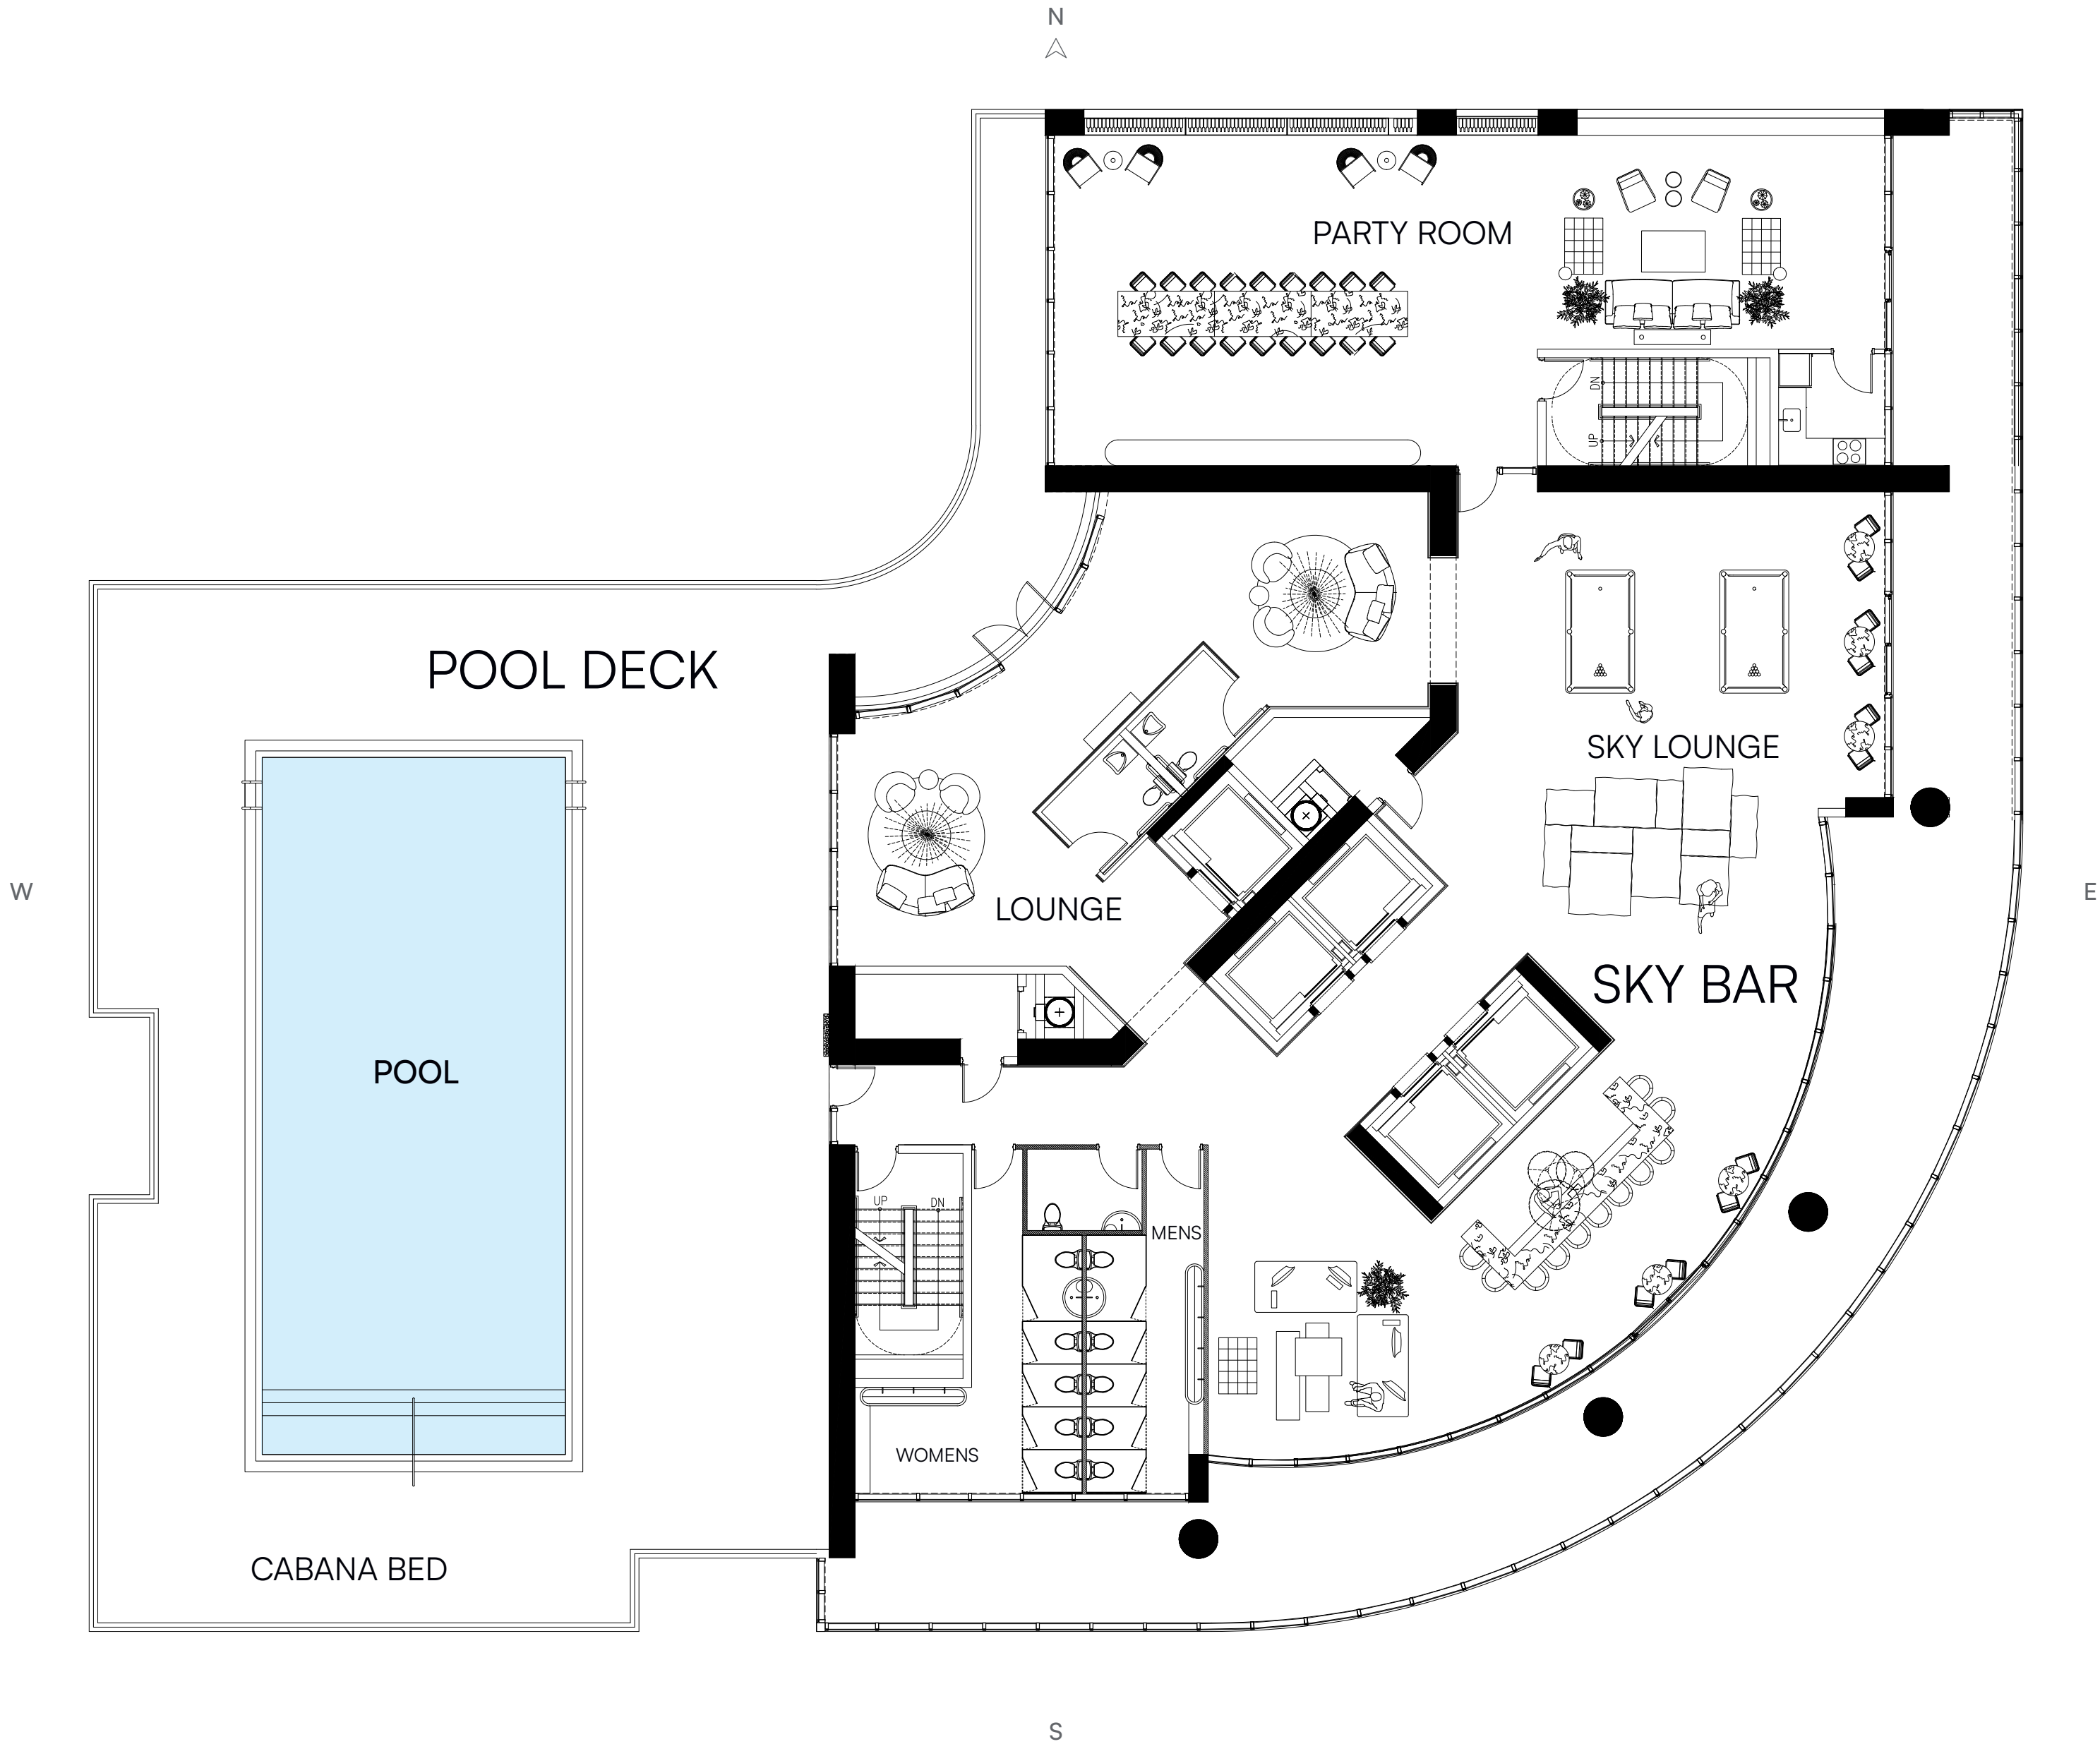 N
PARTY ROOM
DN
UP
POOL DECK
SKY LOUNGE
W
E
LOUNGE
SKY BAR
POOL
UP
DN
MENS
WOMENS
CABANA BED
S